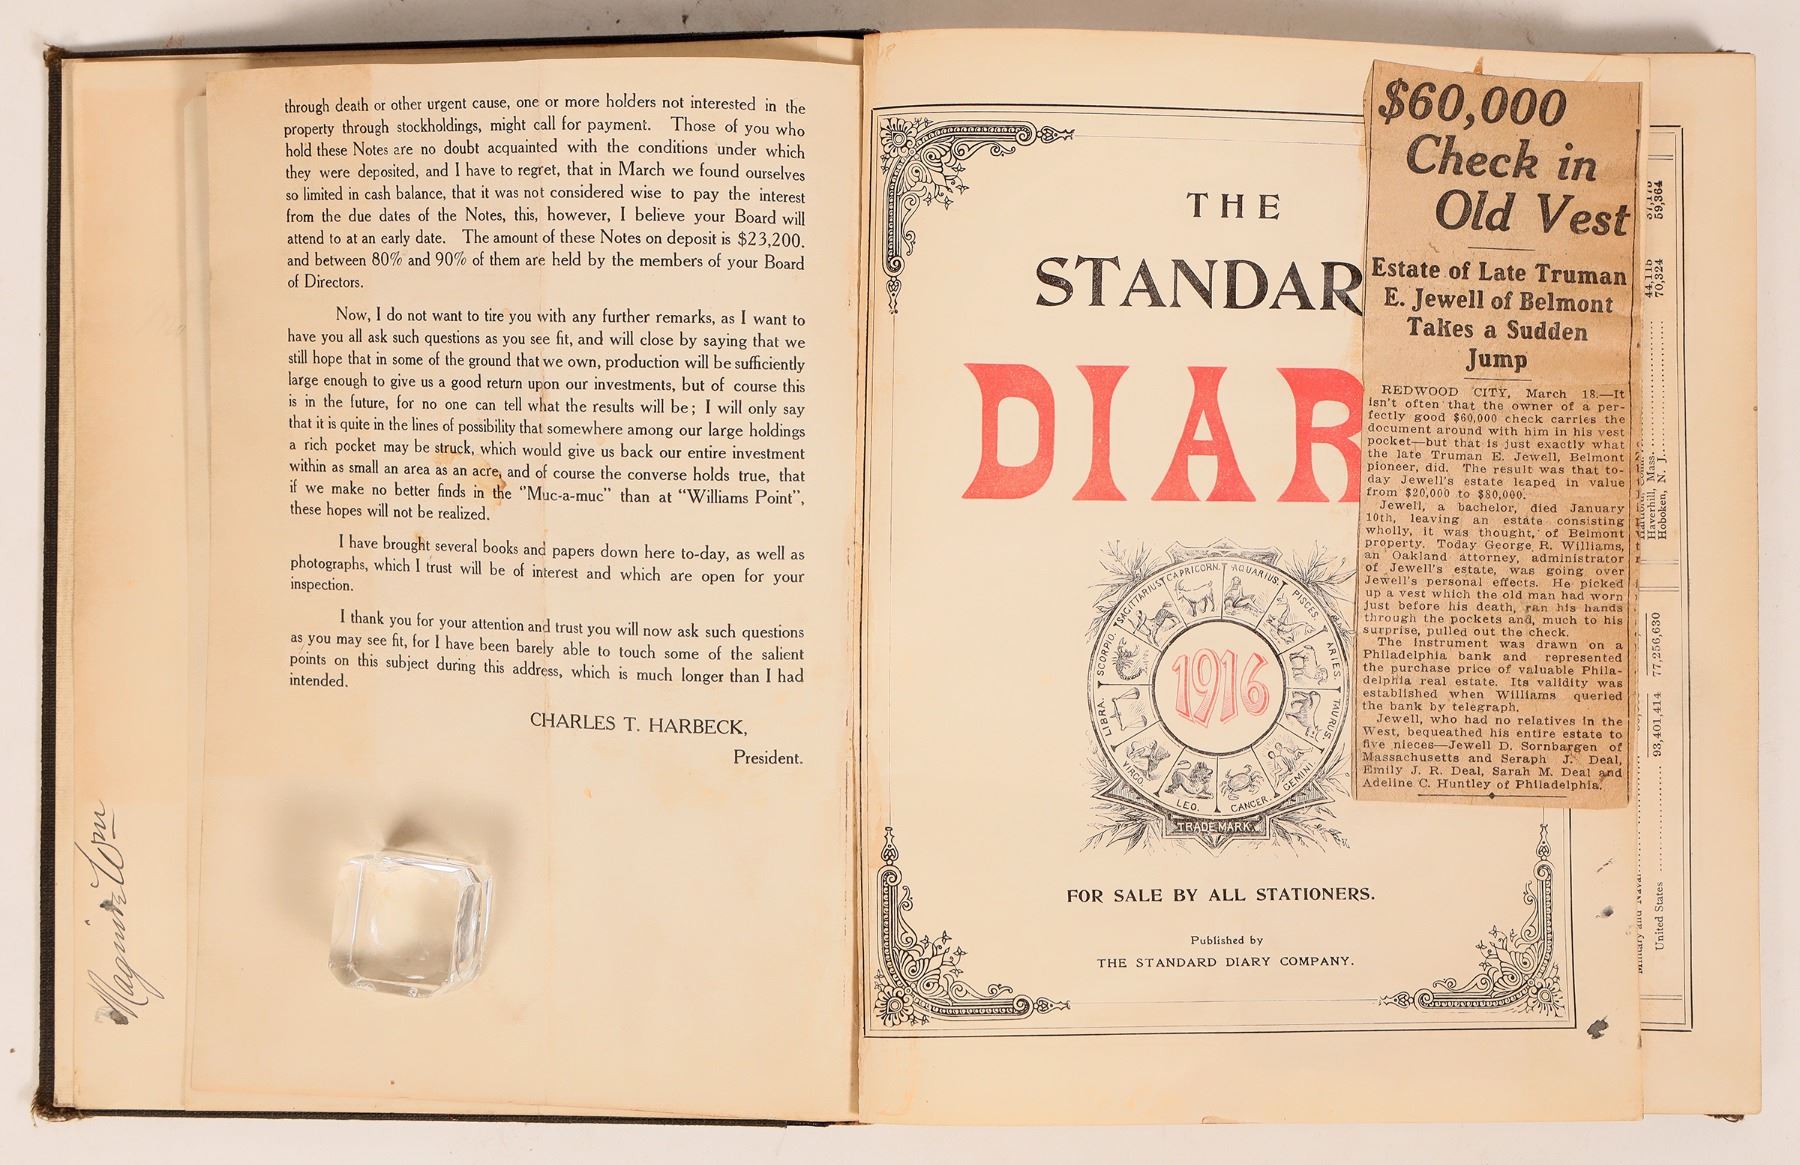 through death or other urgent cause, one or more holders not interested in the
property through stockholdings, might call for payment. Those of you who
hold these Notes are no doubt acquainted with the conditions under which
they were deposited, and I have to regret, that in March we found ourselves
so limited in cash balance, that it was not considered wise to pay the interest
from the due dates of the Notes, this, however, I believe your Board will
attend to at an early date. The amount of these Notes on deposit is $23,200.
and between 80% and 90% of them are held by the members of your Board
of Directors.
Now, I do not want to tire you with any further remarks, as I want to
have you all ask such questions as you see fit, and will close by saying that we
still hope that in some of the ground that we own, production will be sufficiently
large enough to give us a good return upon our investments, but of course this
is in the future, for no one can tell what the results will be; I will only say
that it is quite in the lines of possibility that somewhere among our large holdings
a rich pocket may be struck, which would give us back our entire investment
within as small an area as an acre, and of course the converse holds true, that
if we make no better finds in the "Muc-a-muc" than at "Williams Point",
these hopes will not be realized.
I have brought several books and papers down here to-day, as well as
photographs, which I trust will be of interest and which are open for your
inspection.
I thank you for your attention and trust you will now ask such questions
as you may see fit, for I have been barely able to touch some of the salient
points on this subject during this address, which is much longer than I had
intended.
CHARLES T. HARBECK,
President.
THE
STANDAR
DIAR
CAPRICORN.
AQUARIUS.
PISCES.
ARIES.
TAURUS.
GEMINI
CANCER.
LEO.
VIRGO.
LIBRA.
SCORPIO.
SAGITTARIUS
1916
TRADE MARK.
FOR SALE BY ALL STATIONERS.
Published by
THE STANDARD DIARY COMPANY.
$60,000
Check in
Old Vest
Estate of Late Truman
E. Jewell of Belmont
Takes a Sudden
Jump
REDWOOD CITY, March 18.—It
isn't often that the owner of a per-
fectly good $60,000 check carries the
document around with him in his vest
pocket—but that is just exactly what
the late Truman E. Jewell, Belmont
pioneer, did. The result was that to-
day Jewell's estate leaped in value
from $20,000 to $80,000.
Jewell, a bachelor, died January
10th, leaving an estate consisting
wholly, it was thought, of Belmont
property. Today George R. Williams,
an Oakland attorney, administrator
of Jewell's estate, was going over
Jewell's personal effects. He picked
up a vest which the old man had worn
just before his death, ran his hands
through the pockets and, much to his
surprise, pulled out the check.
The instrument was drawn on a
Philadelphia bank and represented
the purchase price of valuable Phila-
delphia real estate. Its validity was
established when Williams queried
the bank by telegraph.
Jewell, who had no relatives in the
West, bequeathed his entire estate to
five nieces—Jewell D. Sornbargen of
Massachusetts and Seraph J. Deal,
Emily J. R. Deal, Sarah M. Deal and
Adeline C. Huntley of Philadelphia.
Haverhill, Mass. 44,115
Hoboken, N. J. 70,324 59,364
United States 93,401,414 77,256,630